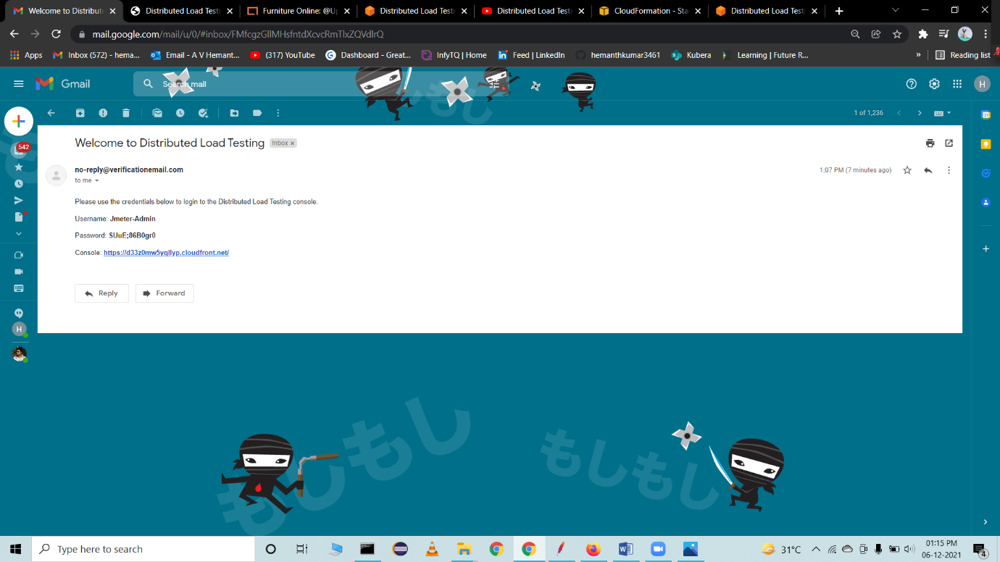 Welcome to Distribute
Distributed Load Testi
Furniture Online: @Up
Distributed Load Testi
Distributed Load Testi
CloudFormation - Sta
Distributed Load Testi
mail.google.com/mail/u/0/#inbox/FMfcgzGllMHsfntdXcvcRmTlxZQVdlrQ
Apps
Inbox (572) - hema...
Email - A V Hemant...
(317) YouTube
Dashboard - Great...
InfyTQ | Home
Feed | LinkedIn
hemanthkumar3461
Kubera
Learning | Future R...
»
Reading list
Gmail
Search mail
もしもし
H
1 of 1,236
542
Welcome to Distributed Load Testing
Inbox x
no-reply@verificationemail.com
1:07 PM (7 minutes ago)
to me
Please use the credentials below to login to the Distributed Load Testing console.
Username: Jmeter-Admin
Password: SUuE;86B0gr0
Console: https://d33z0mw5yqllyp.cloudfront.net/
Reply
Forward
H
もしもし
もしもし
Type here to search
31°C
01:15 PM
06-12-2021
4